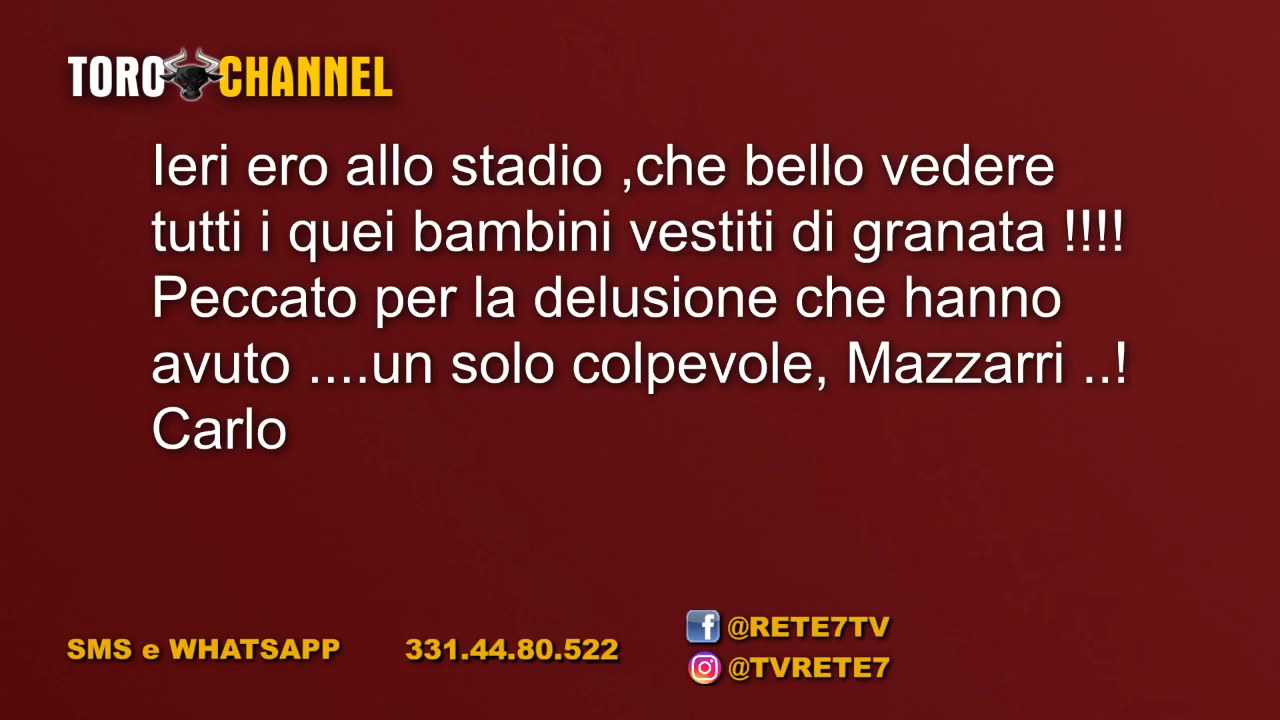 TORO CHANNEL
Ieri ero allo stadio ,che bello vedere
tutti i quei bambini vestiti di granata !!!!
Peccato per la delusione che hanno
avuto ....un solo colpevole, Mazzarri ..!
Carlo
SMS e WHATSAPP 331.44.80.522
@RETE7TV
@TVRETE7